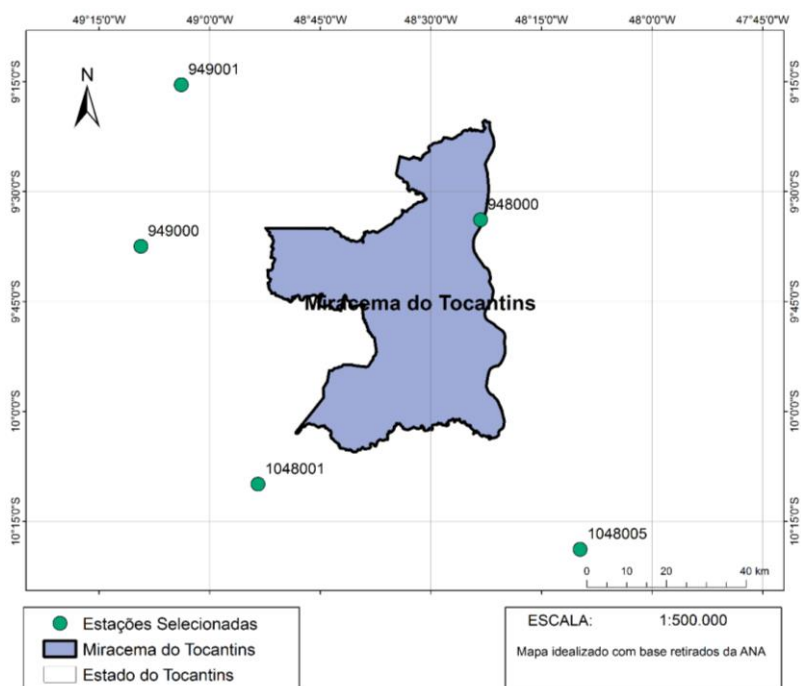 49°15'0"W 49°0'0"W 48°45'0"W 48°30'0"W 48°15'0"W 48°0'0"W 47°45'0"W
9°15'0"S 9°15'0"S
949001
N
9°30'0"S 9°30'0"S
948000
949000
9°45'0"S 9°45'0"S
Miracema do Tocantins
10°0'0"S 10°0'0"S
1048001
10°15'0"S 10°15'0"S
1048005
0 10 20 40 km
Estações Selecionadas
Miracema do Tocantins
Estado do Tocantins
ESCALA: 1:500.000
Mapa idealizado com base retirados da ANA